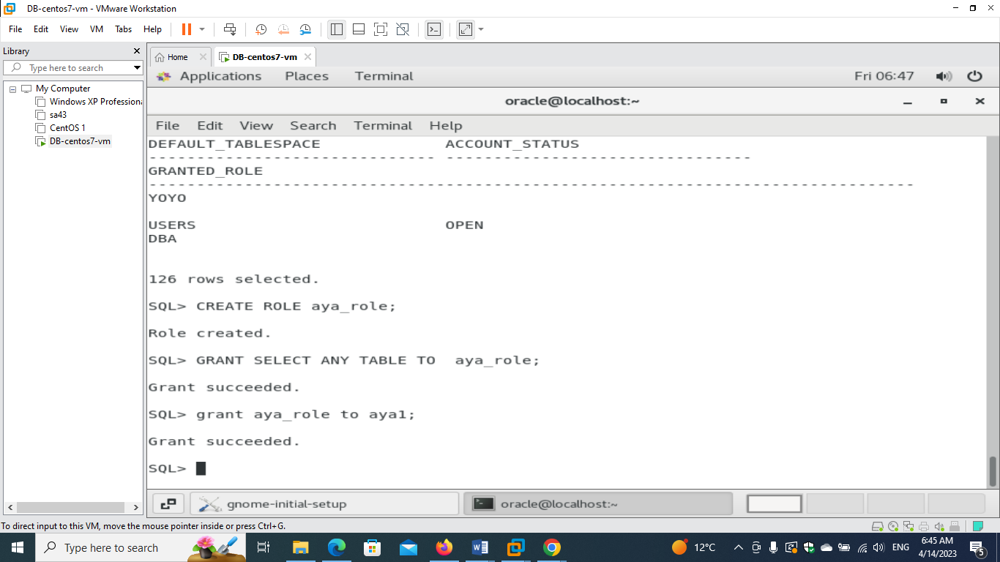 DB-centos7-vm - VMware Workstation
File Edit View VM Tabs Help
Library
Type here to search
My Computer
Windows XP Professiona
sa43
CentOS 1
DB-centos7-vm
Home
DB-centos7-vm
Applications Places Terminal Fri 06:47
oracle@localhost:~
File Edit View Search Terminal Help
DEFAULT_TABLESPACE ACCOUNT_STATUS
------------------------------ --------------------------------
GRANTED_ROLE
--------------------------------------------------------------------------------
YOYO
USERS OPEN
DBA
126 rows selected.
SQL> CREATE ROLE aya_role;
Role created.
SQL> GRANT SELECT ANY TABLE TO  aya_role;
Grant succeeded.
SQL> grant aya_role to aya1;
Grant succeeded.
SQL>
gnome-initial-setup
oracle@localhost:~
To direct input to this VM, move the mouse pointer inside or press Ctrl+G.
Type here to search
12°C
ENG
6:45 AM
4/14/2023
5